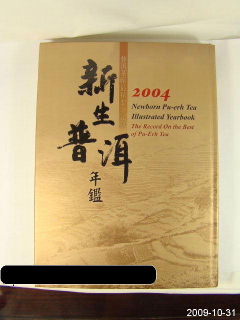 2004
Newborn Pu-erh Tea
Illustrated Yearbook
The Record On the Best
of Pu-Erh Tea
新生
普洱
年鑑
2009-10-31